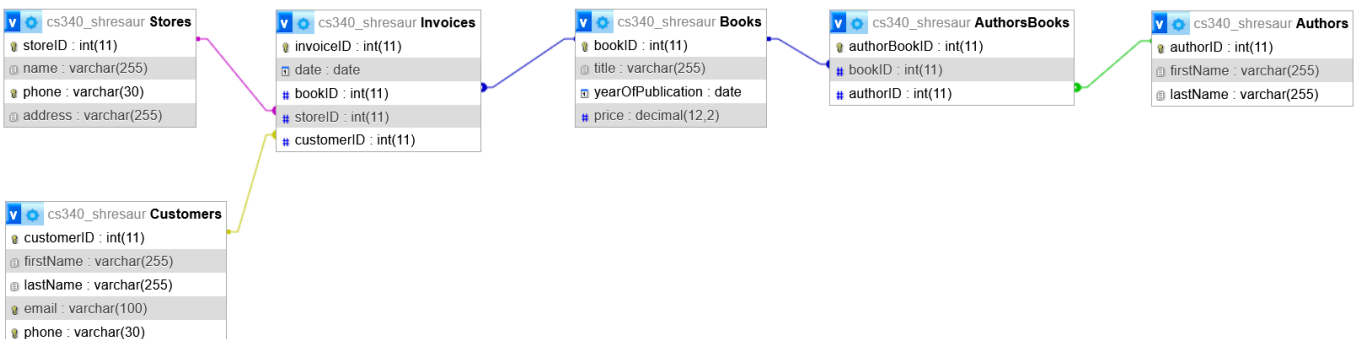 cs340_shresaur Stores
storeID : int(11)
name : varchar(255)
phone : varchar(30)
address : varchar(255)
cs340_shresaur Invoices
invoiceID : int(11)
date : date
bookID : int(11)
storeID : int(11)
customerID : int(11)
cs340_shresaur Books
bookID : int(11)
title : varchar(255)
yearOfPublication : date
price : decimal(12,2)
cs340_shresaur AuthorsBooks
authorBookID : int(11)
bookID : int(11)
authorID : int(11)
cs340_shresaur Authors
authorID : int(11)
firstName : varchar(255)
lastName : varchar(255)
cs340_shresaur Customers
customerID : int(11)
firstName : varchar(255)
lastName : varchar(255)
email : varchar(100)
phone : varchar(30)